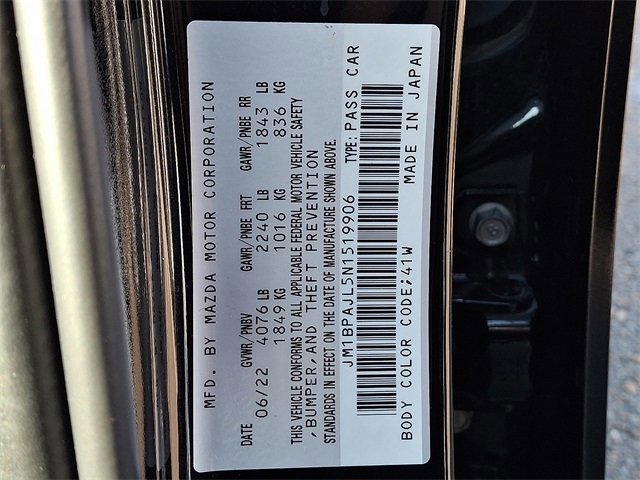 MFD. BY MAZDA MOTOR CORPORATION
DATE GVWR/PNBV GAWR/PNBE FRT GAWR/PNBE RR
06/22 4076 LB 2240 LB 1843 LB
1849 KG 1016 KG 836 KG
THIS VEHICLE CONFORMS TO ALL APPLICABLE FEDERAL MOTOR VEHICLE SAFETY
,BUMPER,AND THEFT PREVENTION
STANDARDS IN EFFECT ON THE DATE OF MANUFACTURE SHOWN ABOVE.
JM1BPAJL5N1519906 TYPE: PASS CAR
BODY COLOR CODE;41W MADE IN JAPAN